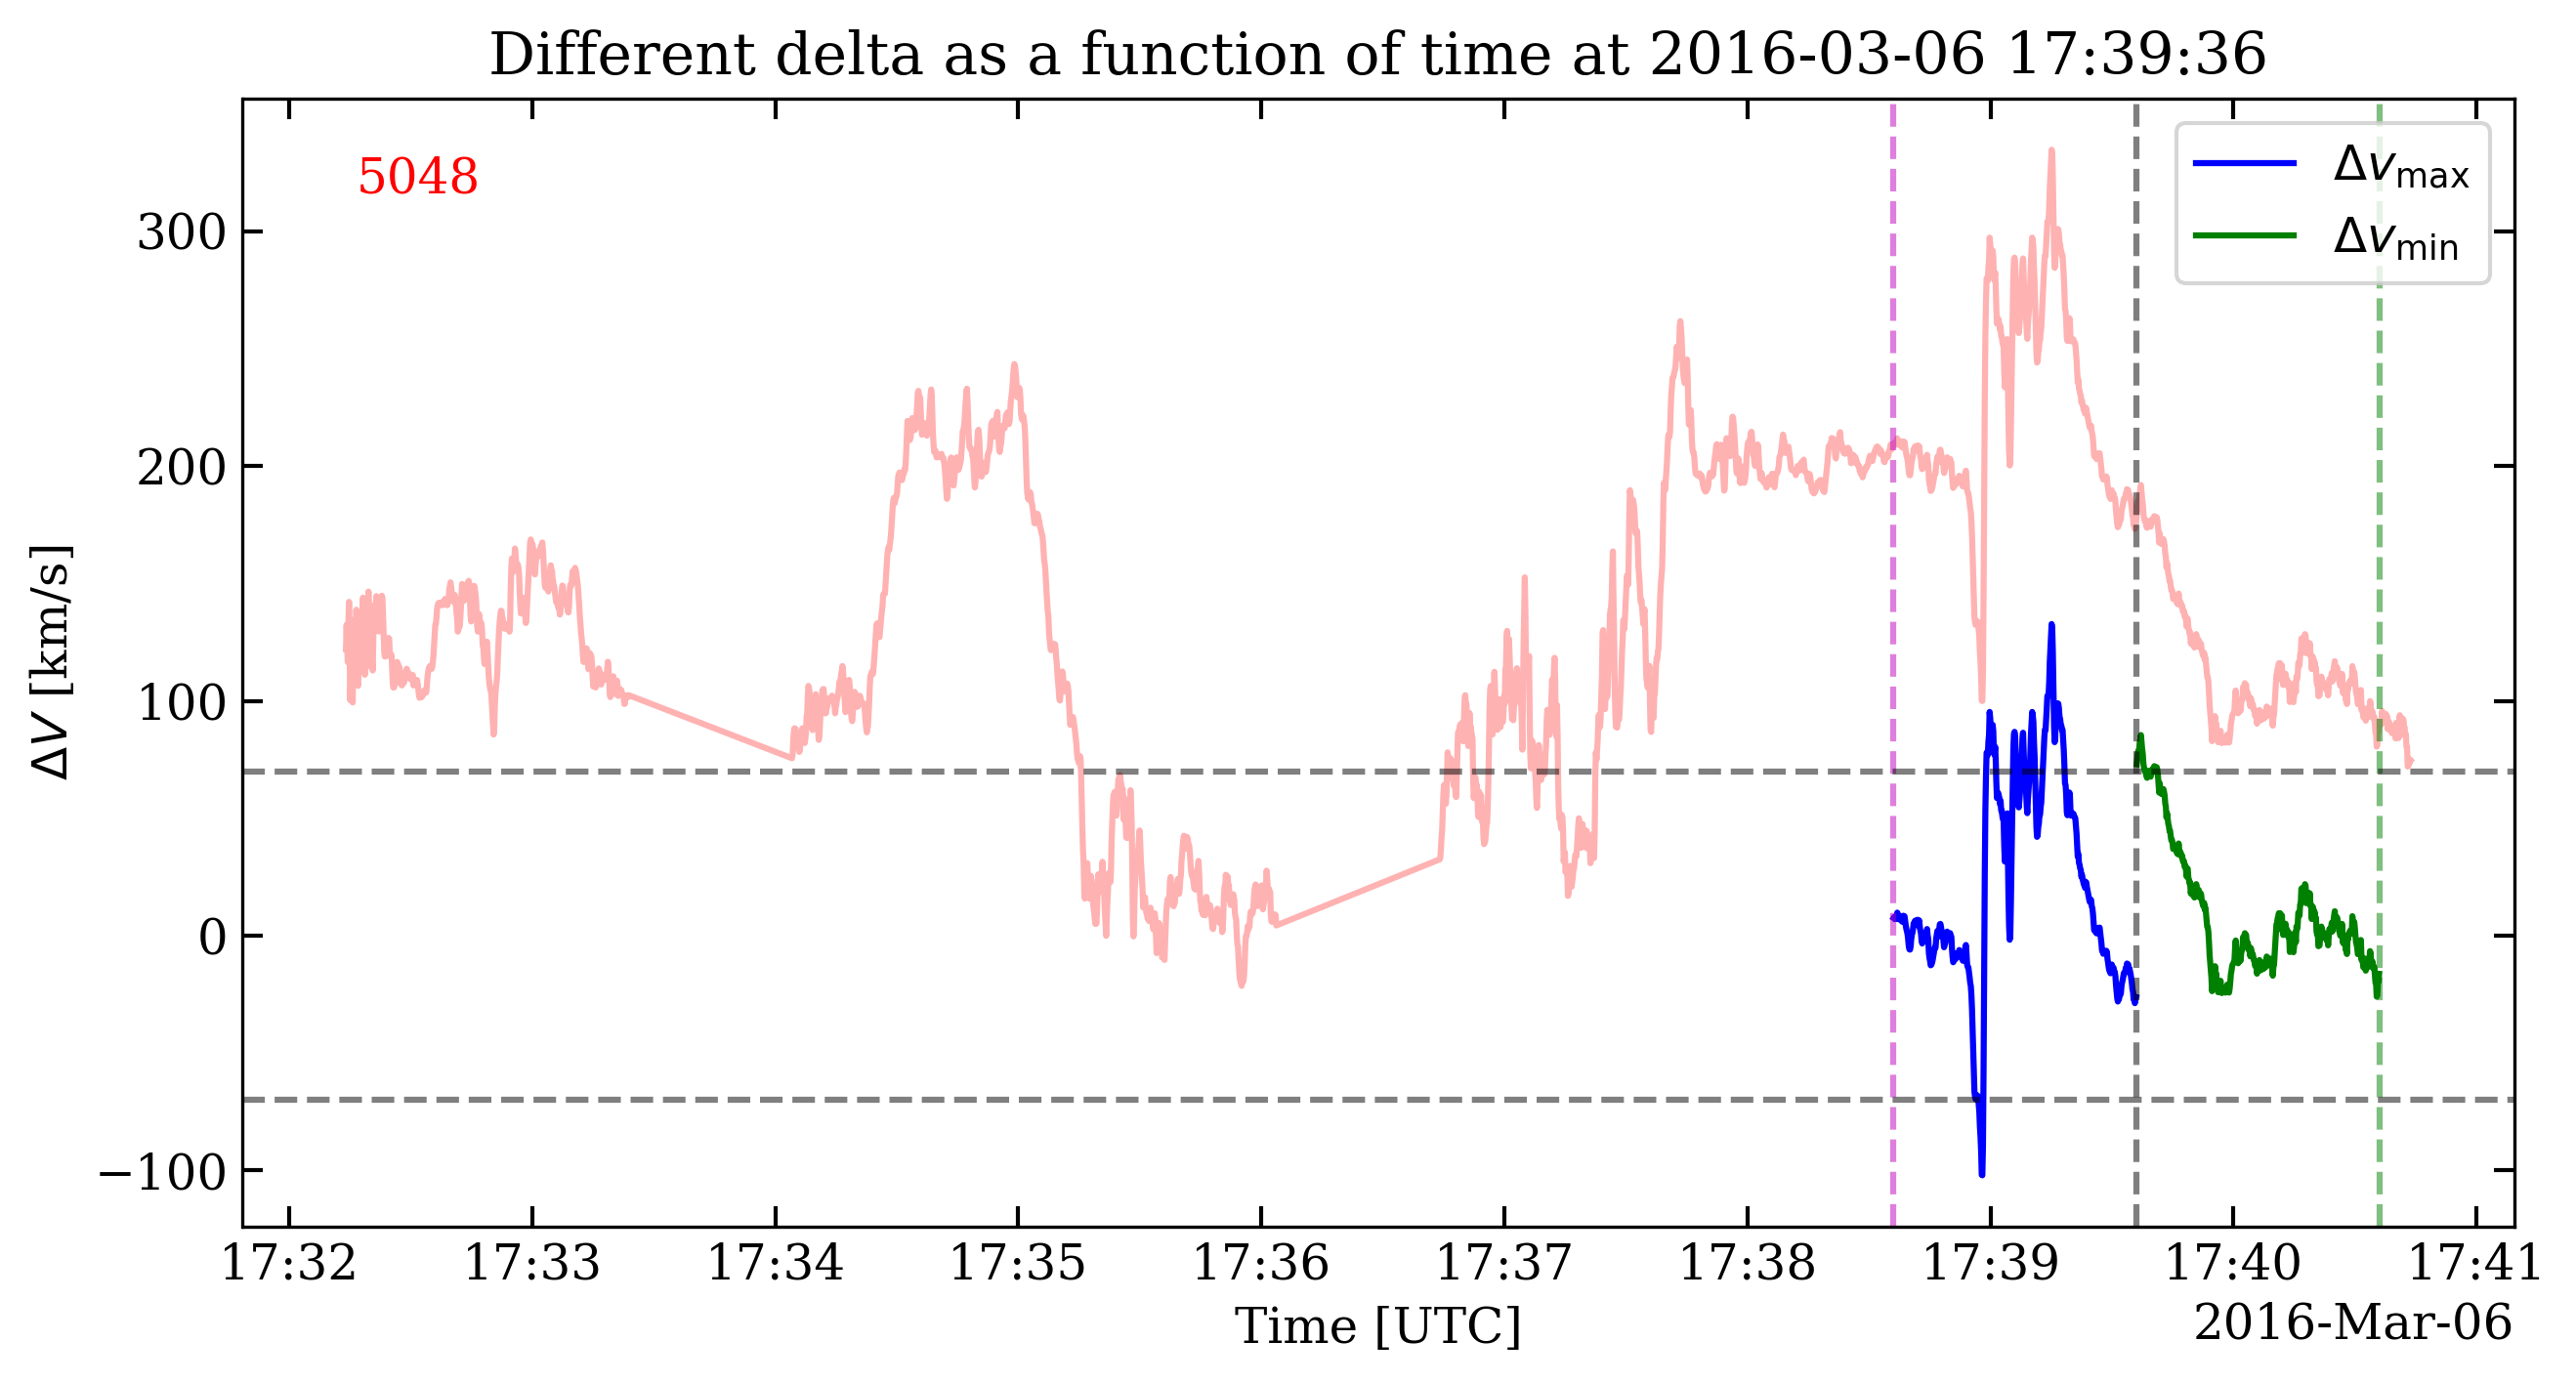 Different delta as a function of time at 2016-03-06 17:39:36
5048
Δv_max
Δv_min
300
200
100
0
−100
ΔV [km/s]
17:32 17:33 17:34 17:35 17:36 17:37 17:38 17:39 17:40 17:41
Time [UTC]
2016-Mar-06